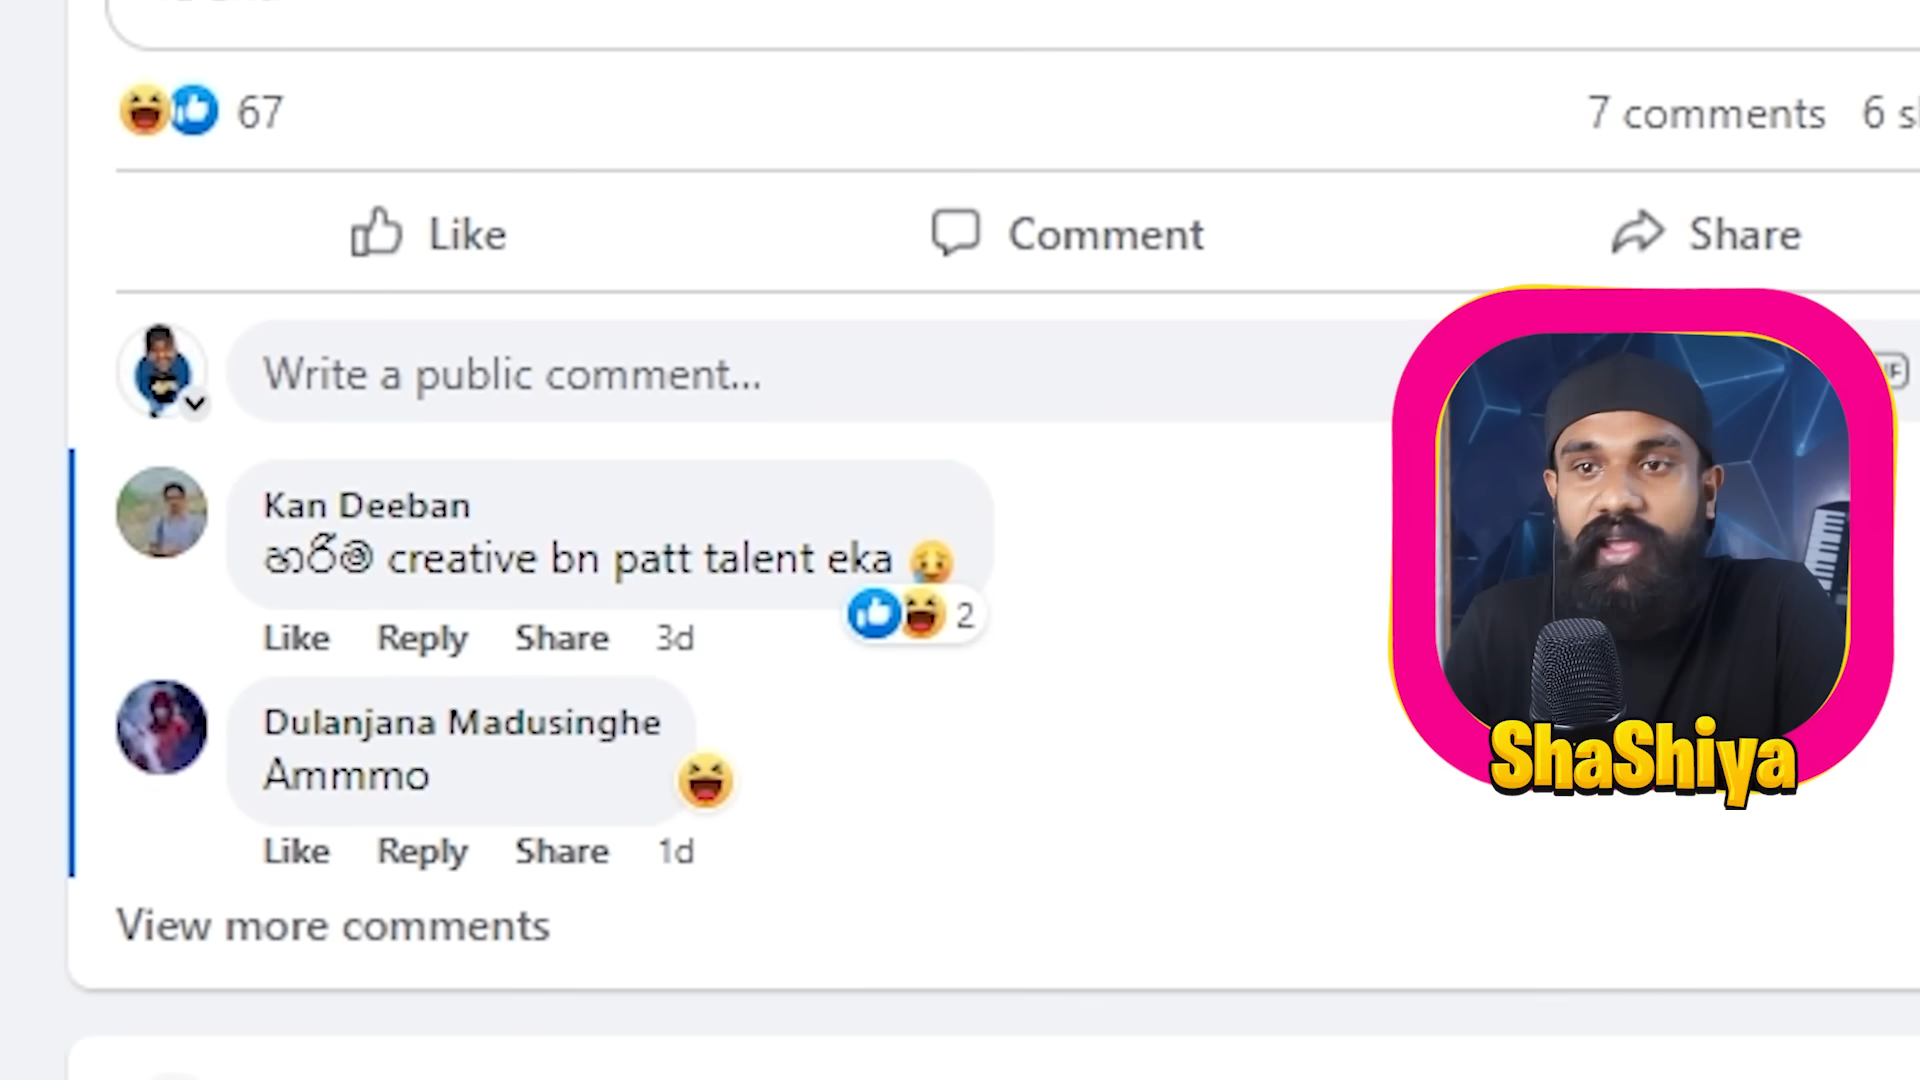 67
7 comments 6
Like Comment Share
Write a public comment...
Kan Deeban
හරිම creative bn patt talent eka
2
Like Reply Share 3d
Dulanjana Madusinghe
Ammmo
Like Reply Share 1d
View more comments
ShaShiya